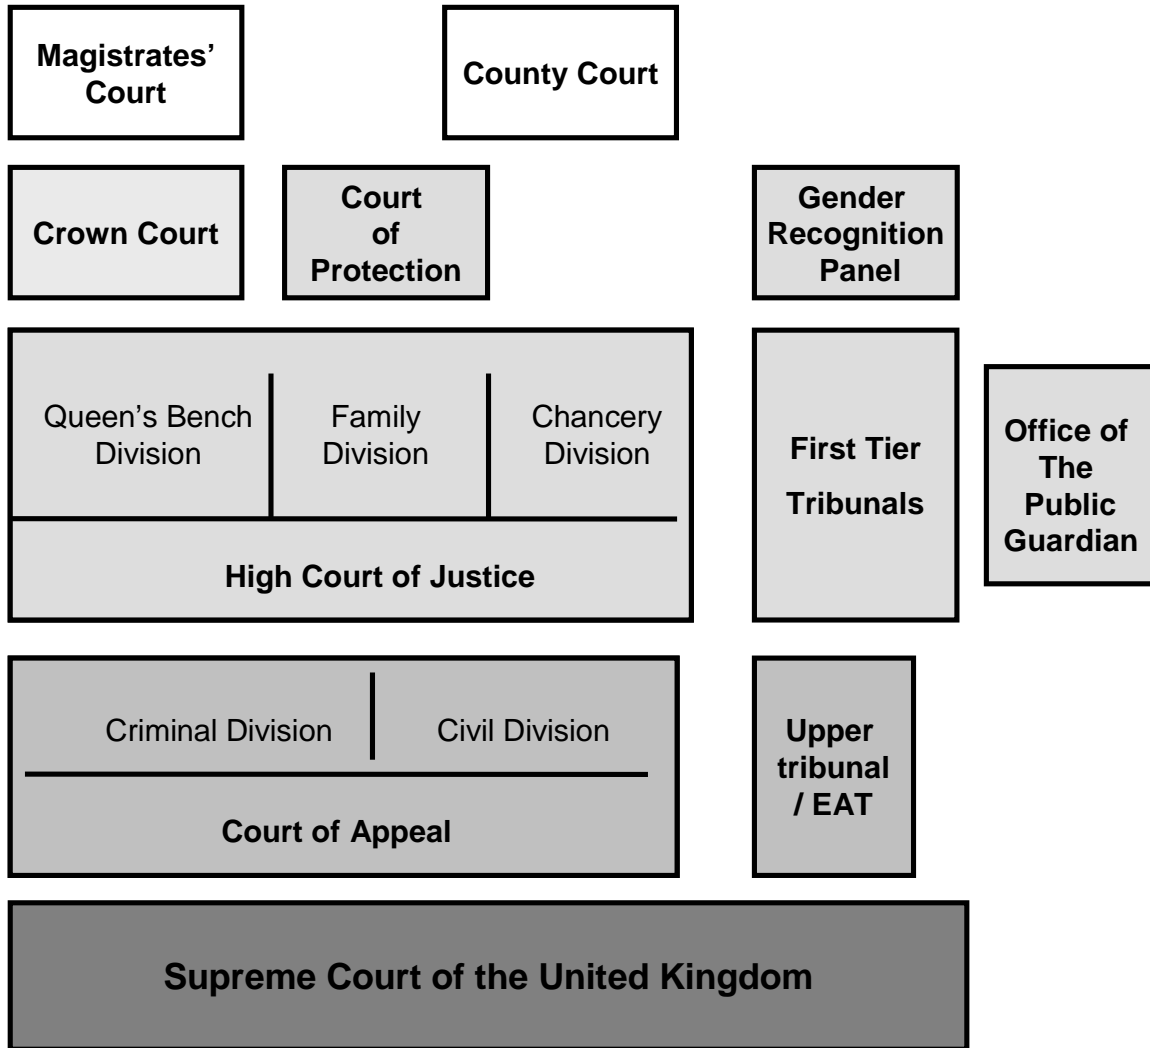 Magistrates’
Court
County Court
Crown Court
Court
of
Protection
Gender
Recognition
Panel
Queen’s Bench
Division
Family
Division
Chancery
Division
High Court of Justice
First Tier
Tribunals
Office of
The
Public
Guardian
Criminal Division
Civil Division
Court of Appeal
Upper
tribunal
/ EAT
Supreme Court of the United Kingdom